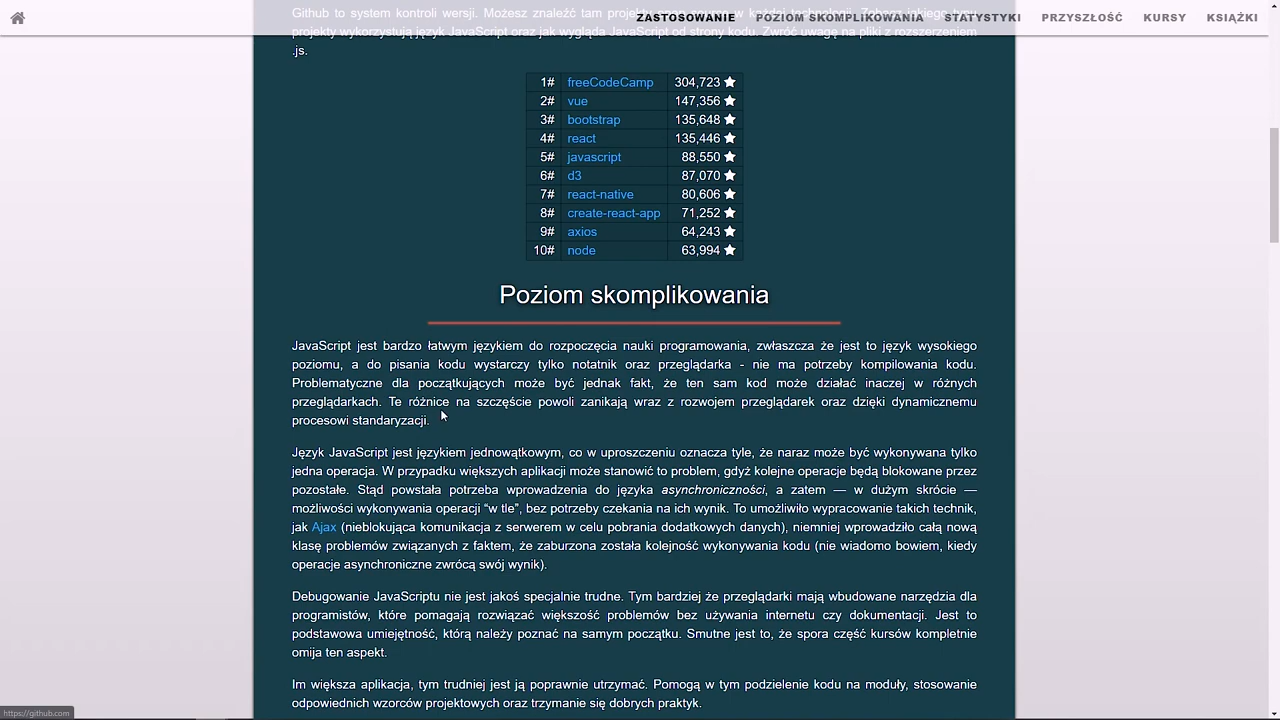 ZASTOSOWANIE POZIOM SKOMPLIKOWANIA STATYSTYKI PRZYSZŁOŚĆ KURSY KSIĄŻKI
Github to system kontroli wersji. Możesz znaleźć tam projekty open source w każdej technologii. Zobacz jakiego typu
projekty wykorzystują język JavaScript oraz jak wygląda JavaScript od strony kodu. Zwróć uwagę na pliki z rozszerzeniem
.js.
1# freeCodeCamp 304,723
2# vue 147,356
3# bootstrap 135,648
4# react 135,446
5# javascript 88,550
6# d3 87,070
7# react-native 80,606
8# create-react-app 71,252
9# axios 64,243
10# node 63,994
Poziom skomplikowania
JavaScript jest bardzo łatwym językiem do rozpoczęcia nauki programowania, zwłaszcza że jest to język wysokiego
poziomu, a do pisania kodu wystarczy tylko notatnik oraz przeglądarka - nie ma potrzeby kompilowania kodu.
Problematyczne dla początkujących może być jednak fakt, że ten sam kod może działać inaczej w różnych
przeglądarkach. Te różnice na szczęście powoli zanikają wraz z rozwojem przeglądarek oraz dzięki dynamicznemu
procesowi standaryzacji.
Język JavaScript jest językiem jednowątkowym, co w uproszczeniu oznacza tyle, że naraz może być wykonywana tylko
jedna operacja. W przypadku większych aplikacji może stanowić to problem, gdyż kolejne operacje będą blokowane przez
pozostałe. Stąd powstała potrzeba wprowadzenia do języka asynchroniczności, a zatem — w dużym skrócie —
możliwości wykonywania operacji “w tle”, bez potrzeby czekania na ich wynik. To umożliwiło wypracowanie takich technik,
jak Ajax (nieblokująca komunikacja z serwerem w celu pobrania dodatkowych danych), niemniej wprowadziło całą nową
klasę problemów związanych z faktem, że zaburzona została kolejność wykonywania kodu (nie wiadomo bowiem, kiedy
operacje asynchroniczne zwrócą swój wynik).
Debugowanie JavaScriptu nie jest jakoś specjalnie trudne. Tym bardziej że przeglądarki mają wbudowane narzędzia dla
programistów, które pomagają rozwiązać większość problemów bez używania internetu czy dokumentacji. Jest to
podstawowa umiejętność, którą należy poznać na samym początku. Smutne jest to, że spora część kursów kompletnie
omija ten aspekt.
Im większa aplikacja, tym trudniej jest ją poprawnie utrzymać. Pomogą w tym podzielenie kodu na moduły, stosowanie
odpowiednich wzorców projektowych oraz trzymanie się dobrych praktyk.
https://github.com